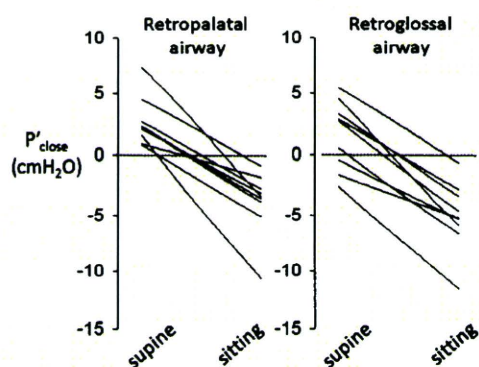 Retropalatal
airway
Retroglossal
airway
P'close
(cmH2O)
10
5
0
-5
-10
-15
10
5
0
-5
-10
-15
supine
sitting
supine
sitting